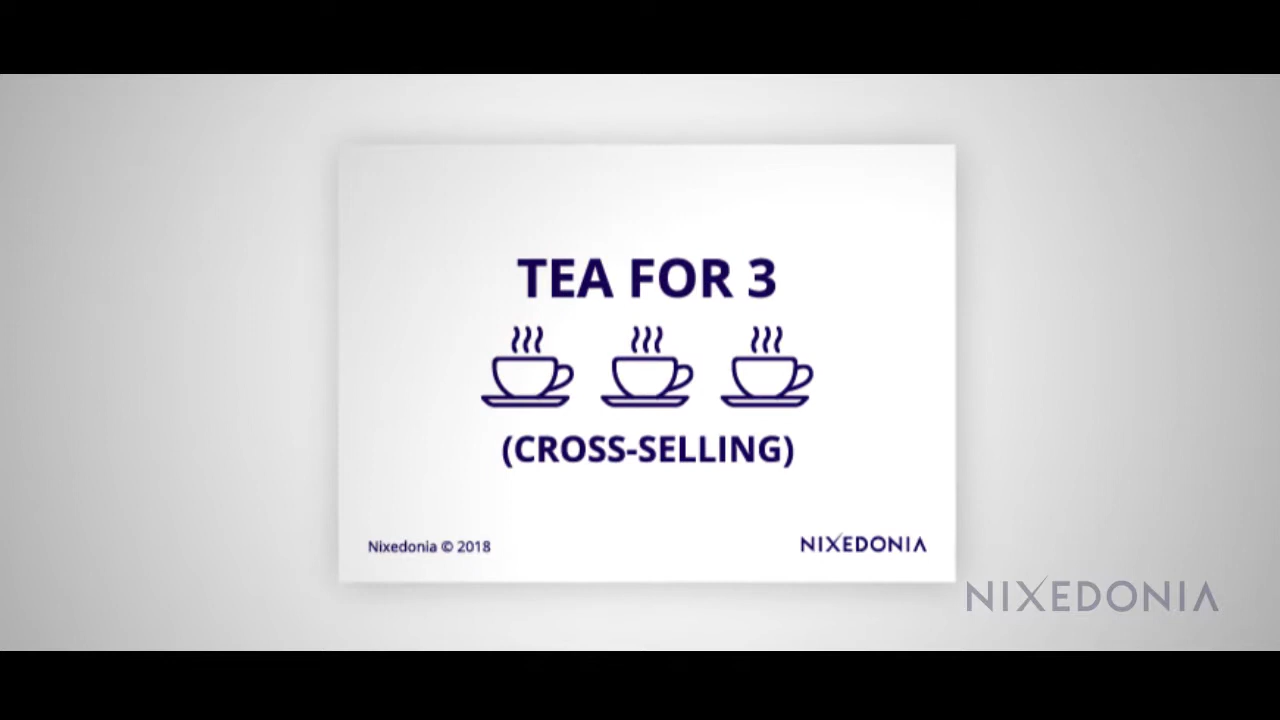 TEA FOR 3
(CROSS-SELLING)
Nixedonia © 2018
NIXEDONIA
NIXEDONIA